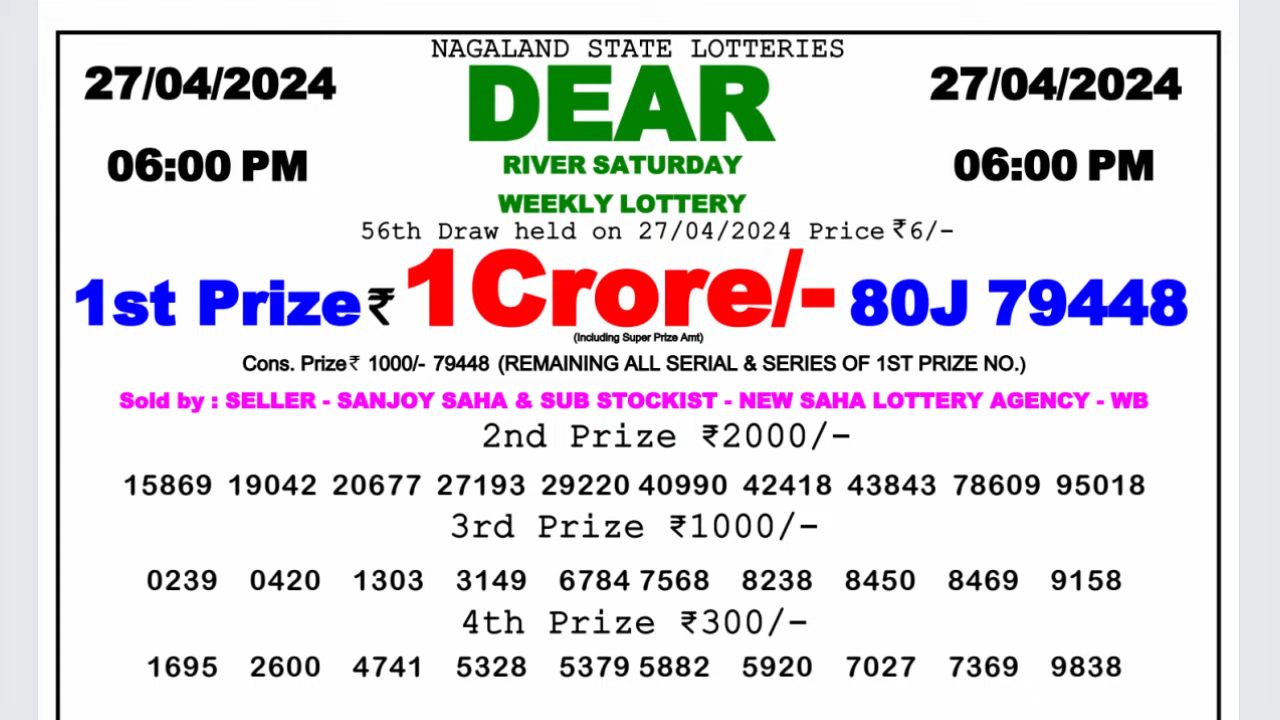 NAGALAND STATE LOTTERIES
27/04/2024 DEAR 27/04/2024
06:00 PM RIVER SATURDAY 06:00 PM
WEEKLY LOTTERY
56th Draw held on 27/04/2024 Price ₹6/-
1st Prize ₹ 1Crore/- 80J 79448
(Including Super Prize Amt)
Cons. Prize ₹ 1000/- 79448 (REMAINING ALL SERIAL & SERIES OF 1ST PRIZE NO.)
Sold by : SELLER - SANJOY SAHA & SUB STOCKIST - NEW SAHA LOTTERY AGENCY - WB
2nd Prize ₹2000/-
15869 19042 20677 27193 29220 40990 42418 43843 78609 95018
3rd Prize ₹1000/-
0239 0420 1303 3149 6784 7568 8238 8450 8469 9158
4th Prize ₹300/-
1695 2600 4741 5328 5379 5882 5920 7027 7369 9838